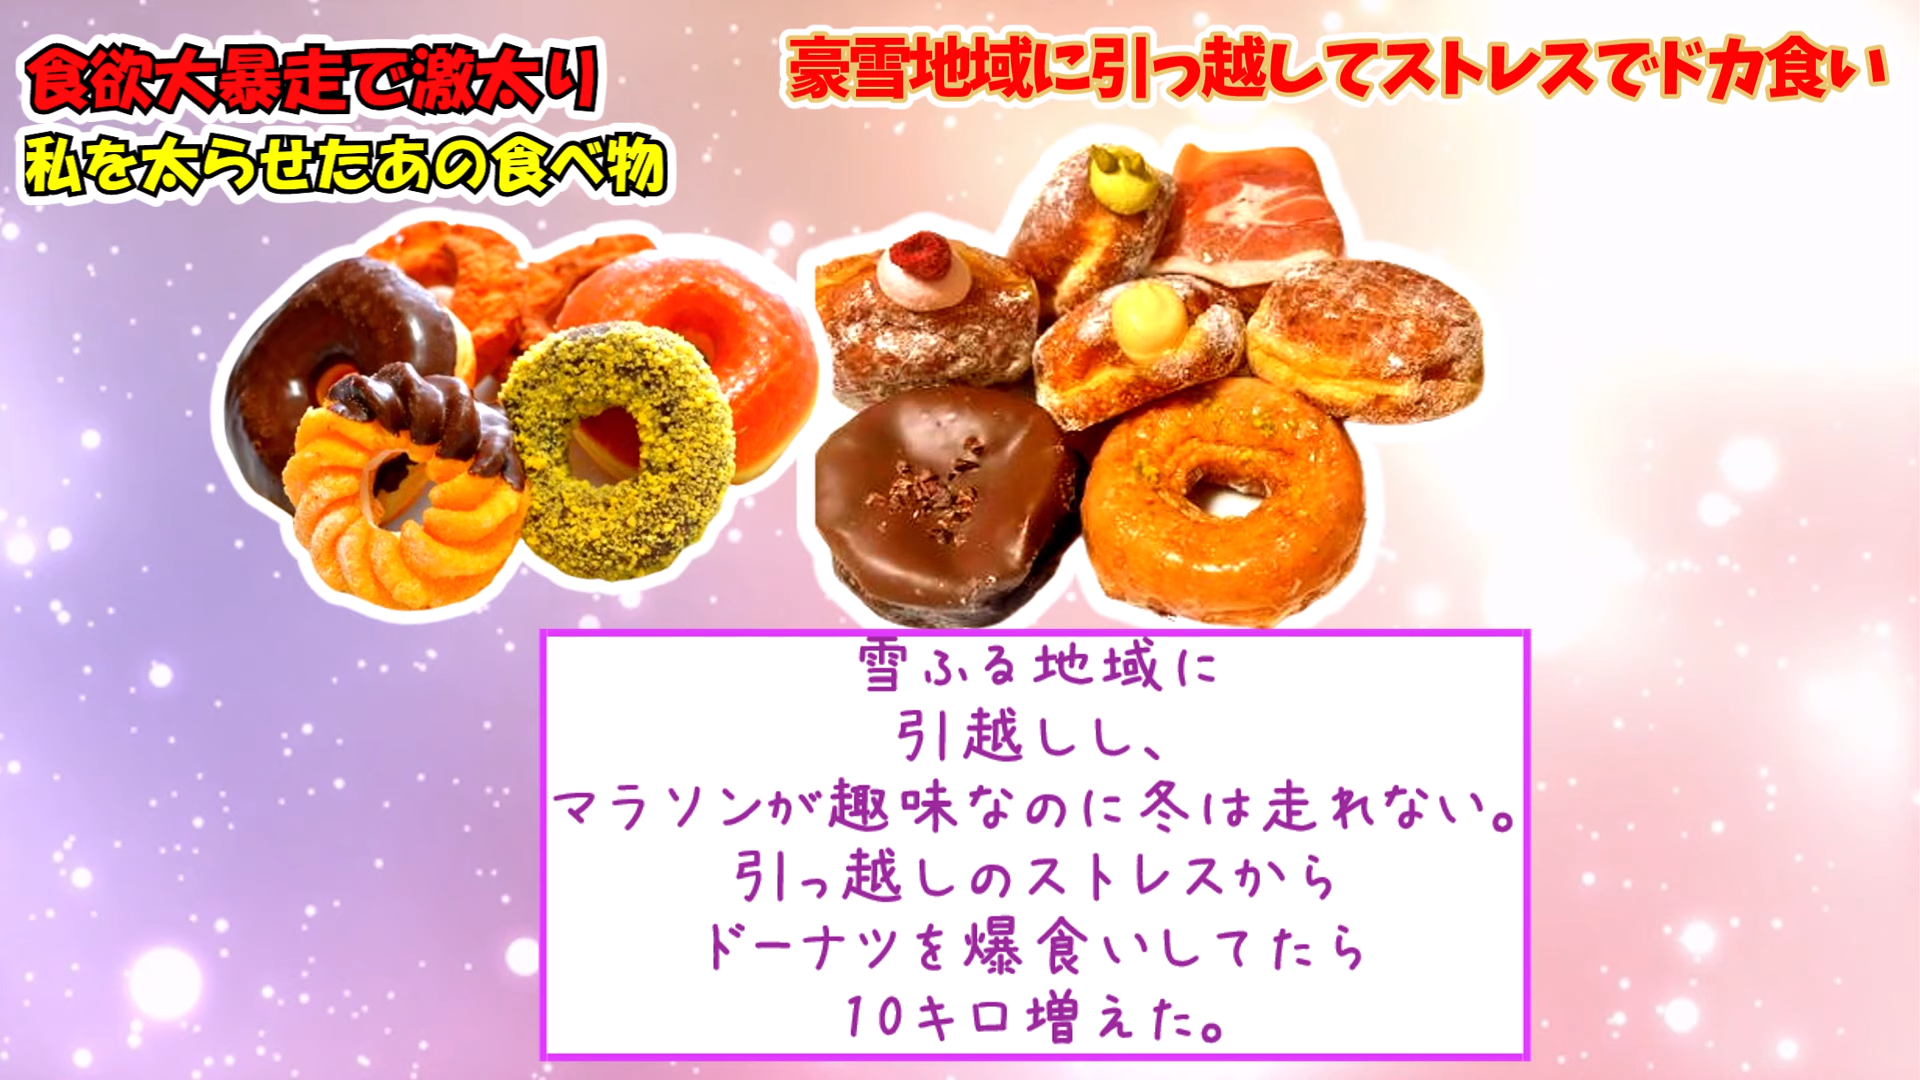 食欲大暴走で激太り
私を太らせたあの食べ物
豪雪地域に引っ越してストレスでドカ食い
雪ふる地域に
引越しし、
マラソンが趣味なのに冬は走れない。
引っ越しのストレスから
ドーナツを爆食いしてたら
10キロ増えた。